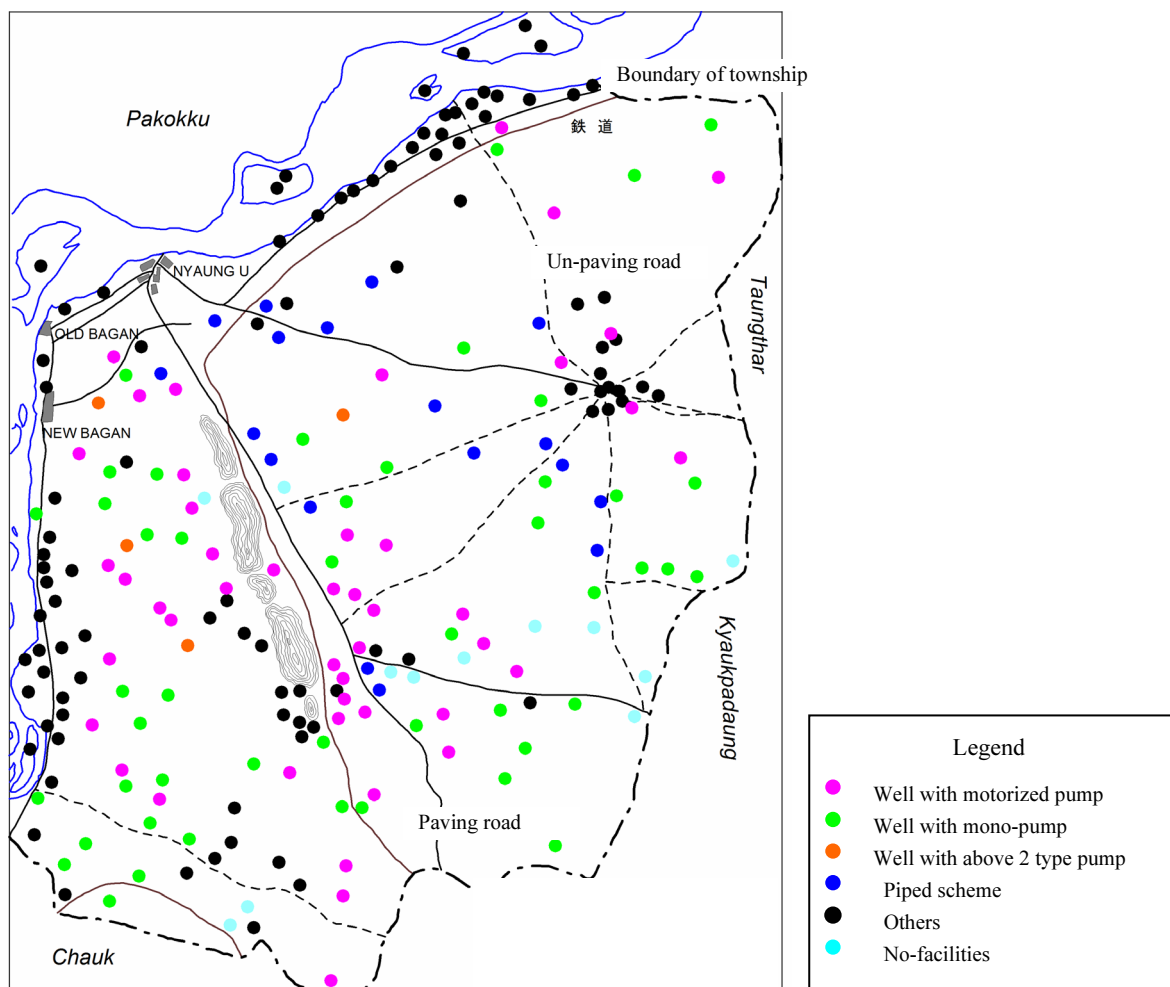 Boundary of township
Pakokku
鉄 道
Un-paving road
NYAUNG U
Taungthar
OLD BAGAN
NEW BAGAN
Kyaukpadaung
Paving road
Chauk
Legend
Well with motorized pump
Well with mono-pump
Well with above 2 type pump
Piped scheme
Others
No-facilities